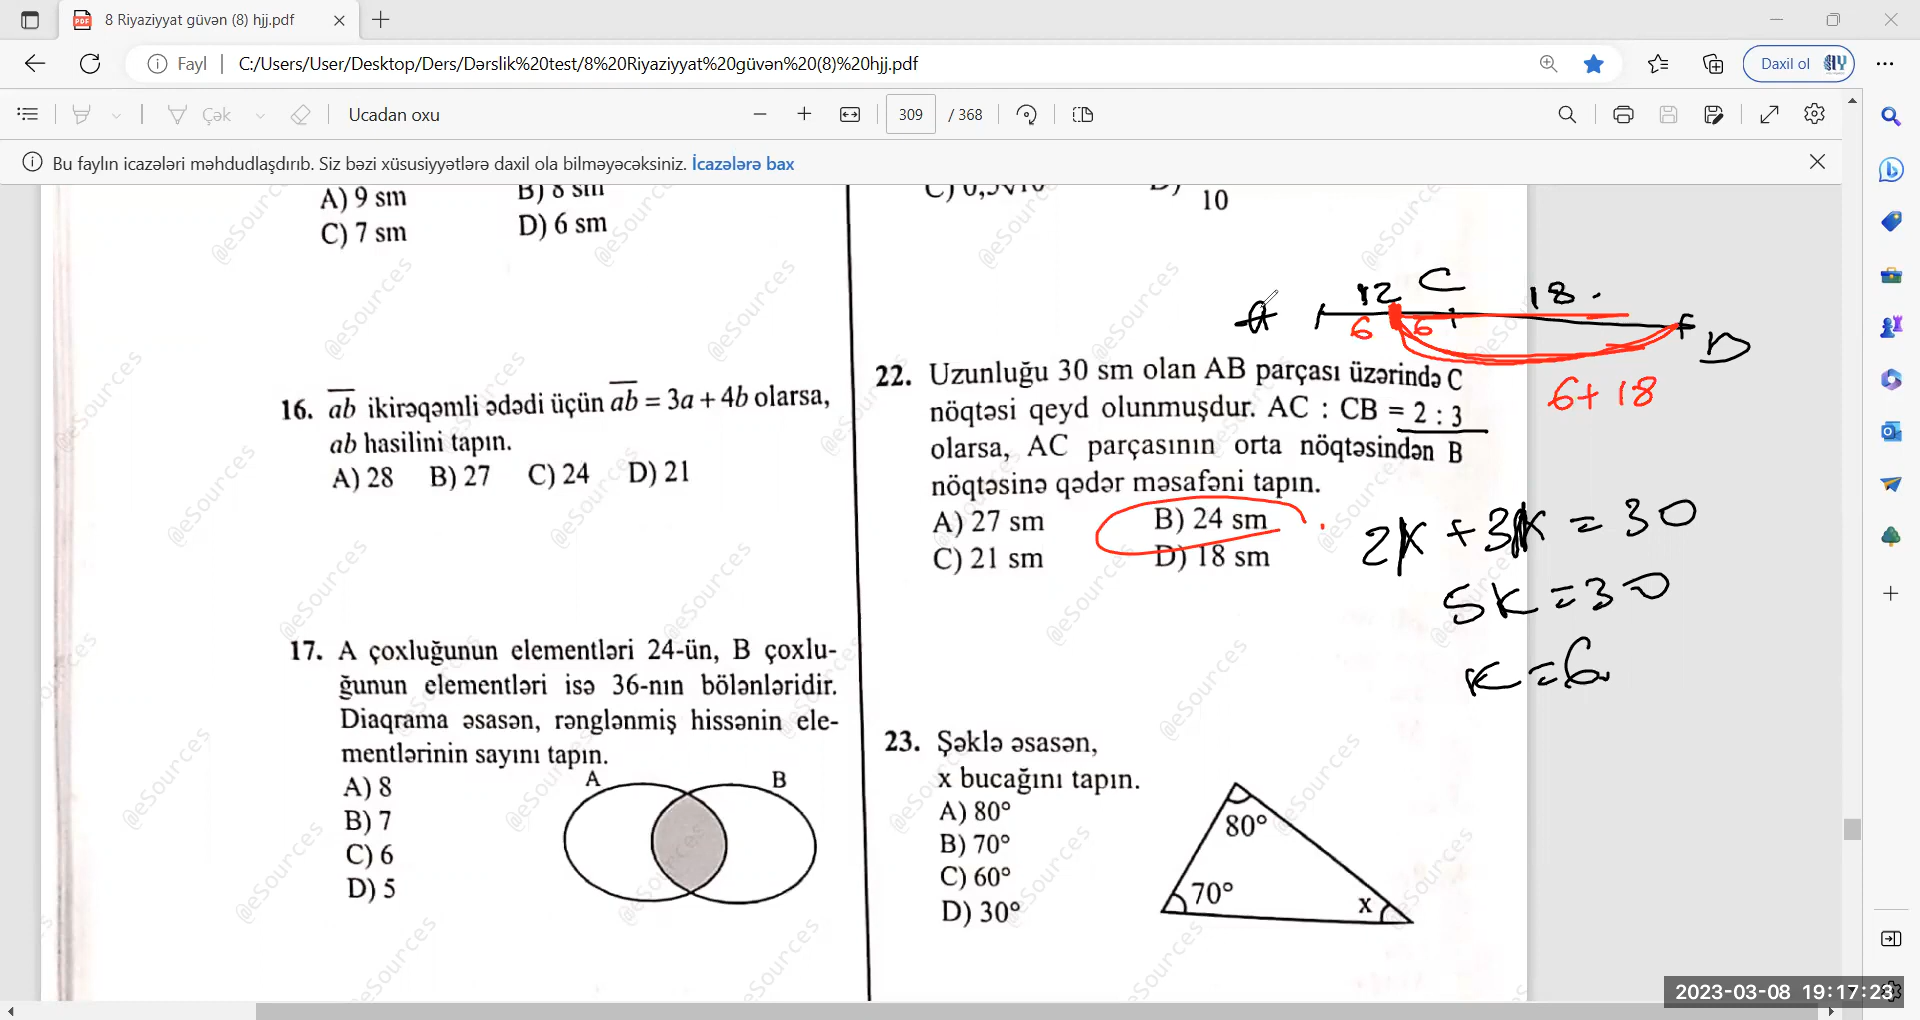 8 Riyaziyyat güvən (8) hjj.pdf
Fayl
C:/Users/User/Desktop/Ders/Dərslik%20test/8%20Riyaziyyat%20güvən%20(8)%20hjj.pdf
Daxil ol
Çək
Ucadan oxu
309 / 368
Bu faylın icazələri məhdudlaşdırıb. Siz bəzi xüsusiyyətlərə daxil ola bilməyəcəksiniz. İcazələrə bax
A) 9 sm B) 8 sm
C) 7 sm D) 6 sm
16. ab ikirəqəmli ədədi üçün ab = 3a + 4b olarsa,
ab hasilini tapın.
A) 28 B) 27 C) 24 D) 21
17. A çoxluğunun elementləri 24-ün, B çoxlu-
ğunun elementləri isə 36-nın bölənləridir.
Diaqrama əsasən, rənglənmiş hissənin ele-
mentlərinin sayını tapın.
A) 8
B) 7
C) 6
D) 5
A B
10
12 C 18
6 6
6+ 18
22. Uzunluğu 30 sm olan AB parçası üzərində C
nöqtəsi qeyd olunmuşdur. AC : CB = 2 : 3
olarsa, AC parçasının orta nöqtəsindən B
nöqtəsinə qədər məsafəni tapın.
A) 27 sm B) 24 sm
C) 21 sm D) 18 sm
2k + 3k = 30
5k = 30
k = 6
23. Şəklə əsasən,
x bucağını tapın.
A) 80°
B) 70°
C) 60°
D) 30°
80°
70° x
@eSources
2023-03-08 19:17:23